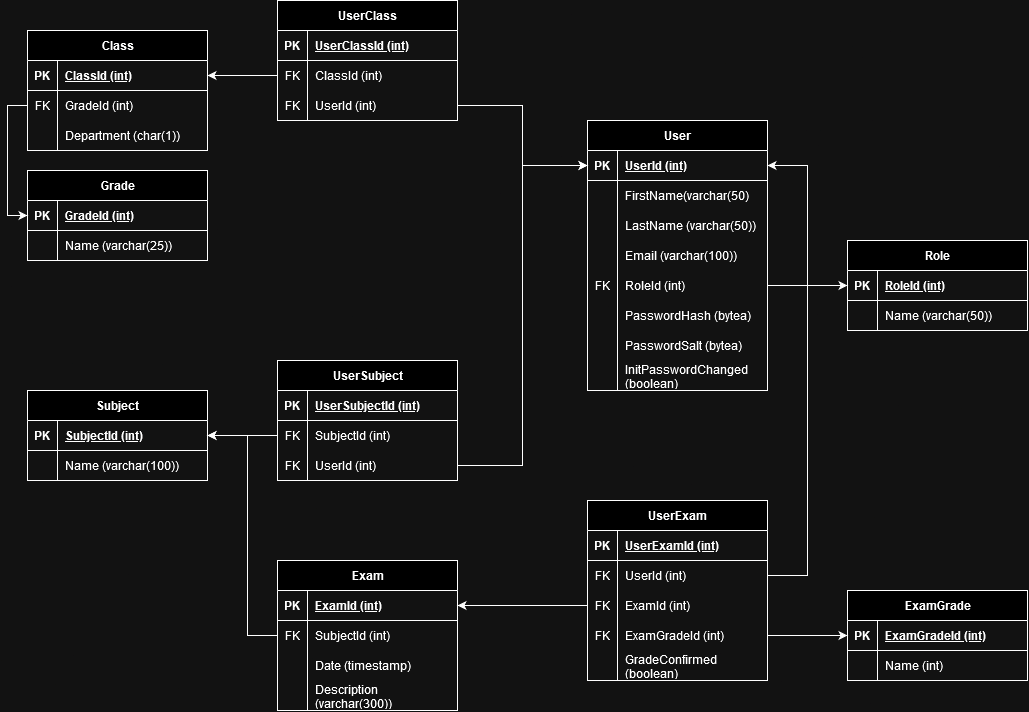 UserClass
PK UserClassId (int)
FK ClassId (int)
FK UserId (int)
Class
PK ClassId (int)
FK GradeId (int)
Department (char(1))
Grade
PK GradeId (int)
Name (varchar(25))
User
PK UserId (int)
FirstName(varchar(50)
LastName (varchar(50))
Email (varchar(100))
FK RoleId (int)
PasswordHash (bytea)
PasswordSalt (bytea)
InitPasswordChanged
(boolean)
Role
PK RoleId (int)
Name (varchar(50))
UserSubject
PK UserSubjectId (int)
FK SubjectId (int)
FK UserId (int)
Subject
PK SubjectId (int)
Name (varchar(100))
UserExam
PK UserExamId (int)
FK UserId (int)
FK ExamId (int)
FK ExamGradeId (int)
GradeConfirmed
(boolean)
Exam
PK ExamId (int)
FK SubjectId (int)
Date (timestamp)
Description
(varchar(300))
ExamGrade
PK ExamGradeId (int)
Name (int)